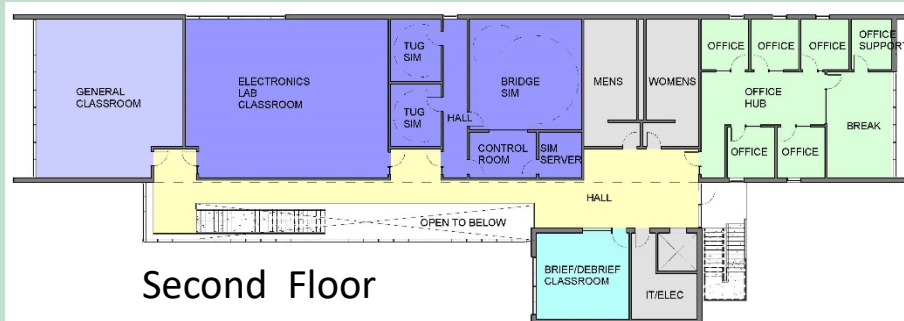 GENERAL
CLASSROOM
ELECTRONICS
LAB
CLASSROOM
TUG
SIM
TUG
SIM
HALL
BRIDGE
SIM
CONTROL
ROOM
SIM
SERVER
MENS
WOMENS
OFFICE
OFFICE
OFFICE
OFFICE
SUPPORT
OFFICE
HUB
BREAK
OFFICE
OFFICE
HALL
OPEN TO BELOW
BRIEF/DEBRIEF
CLASSROOM
IT/ELEC
Second Floor